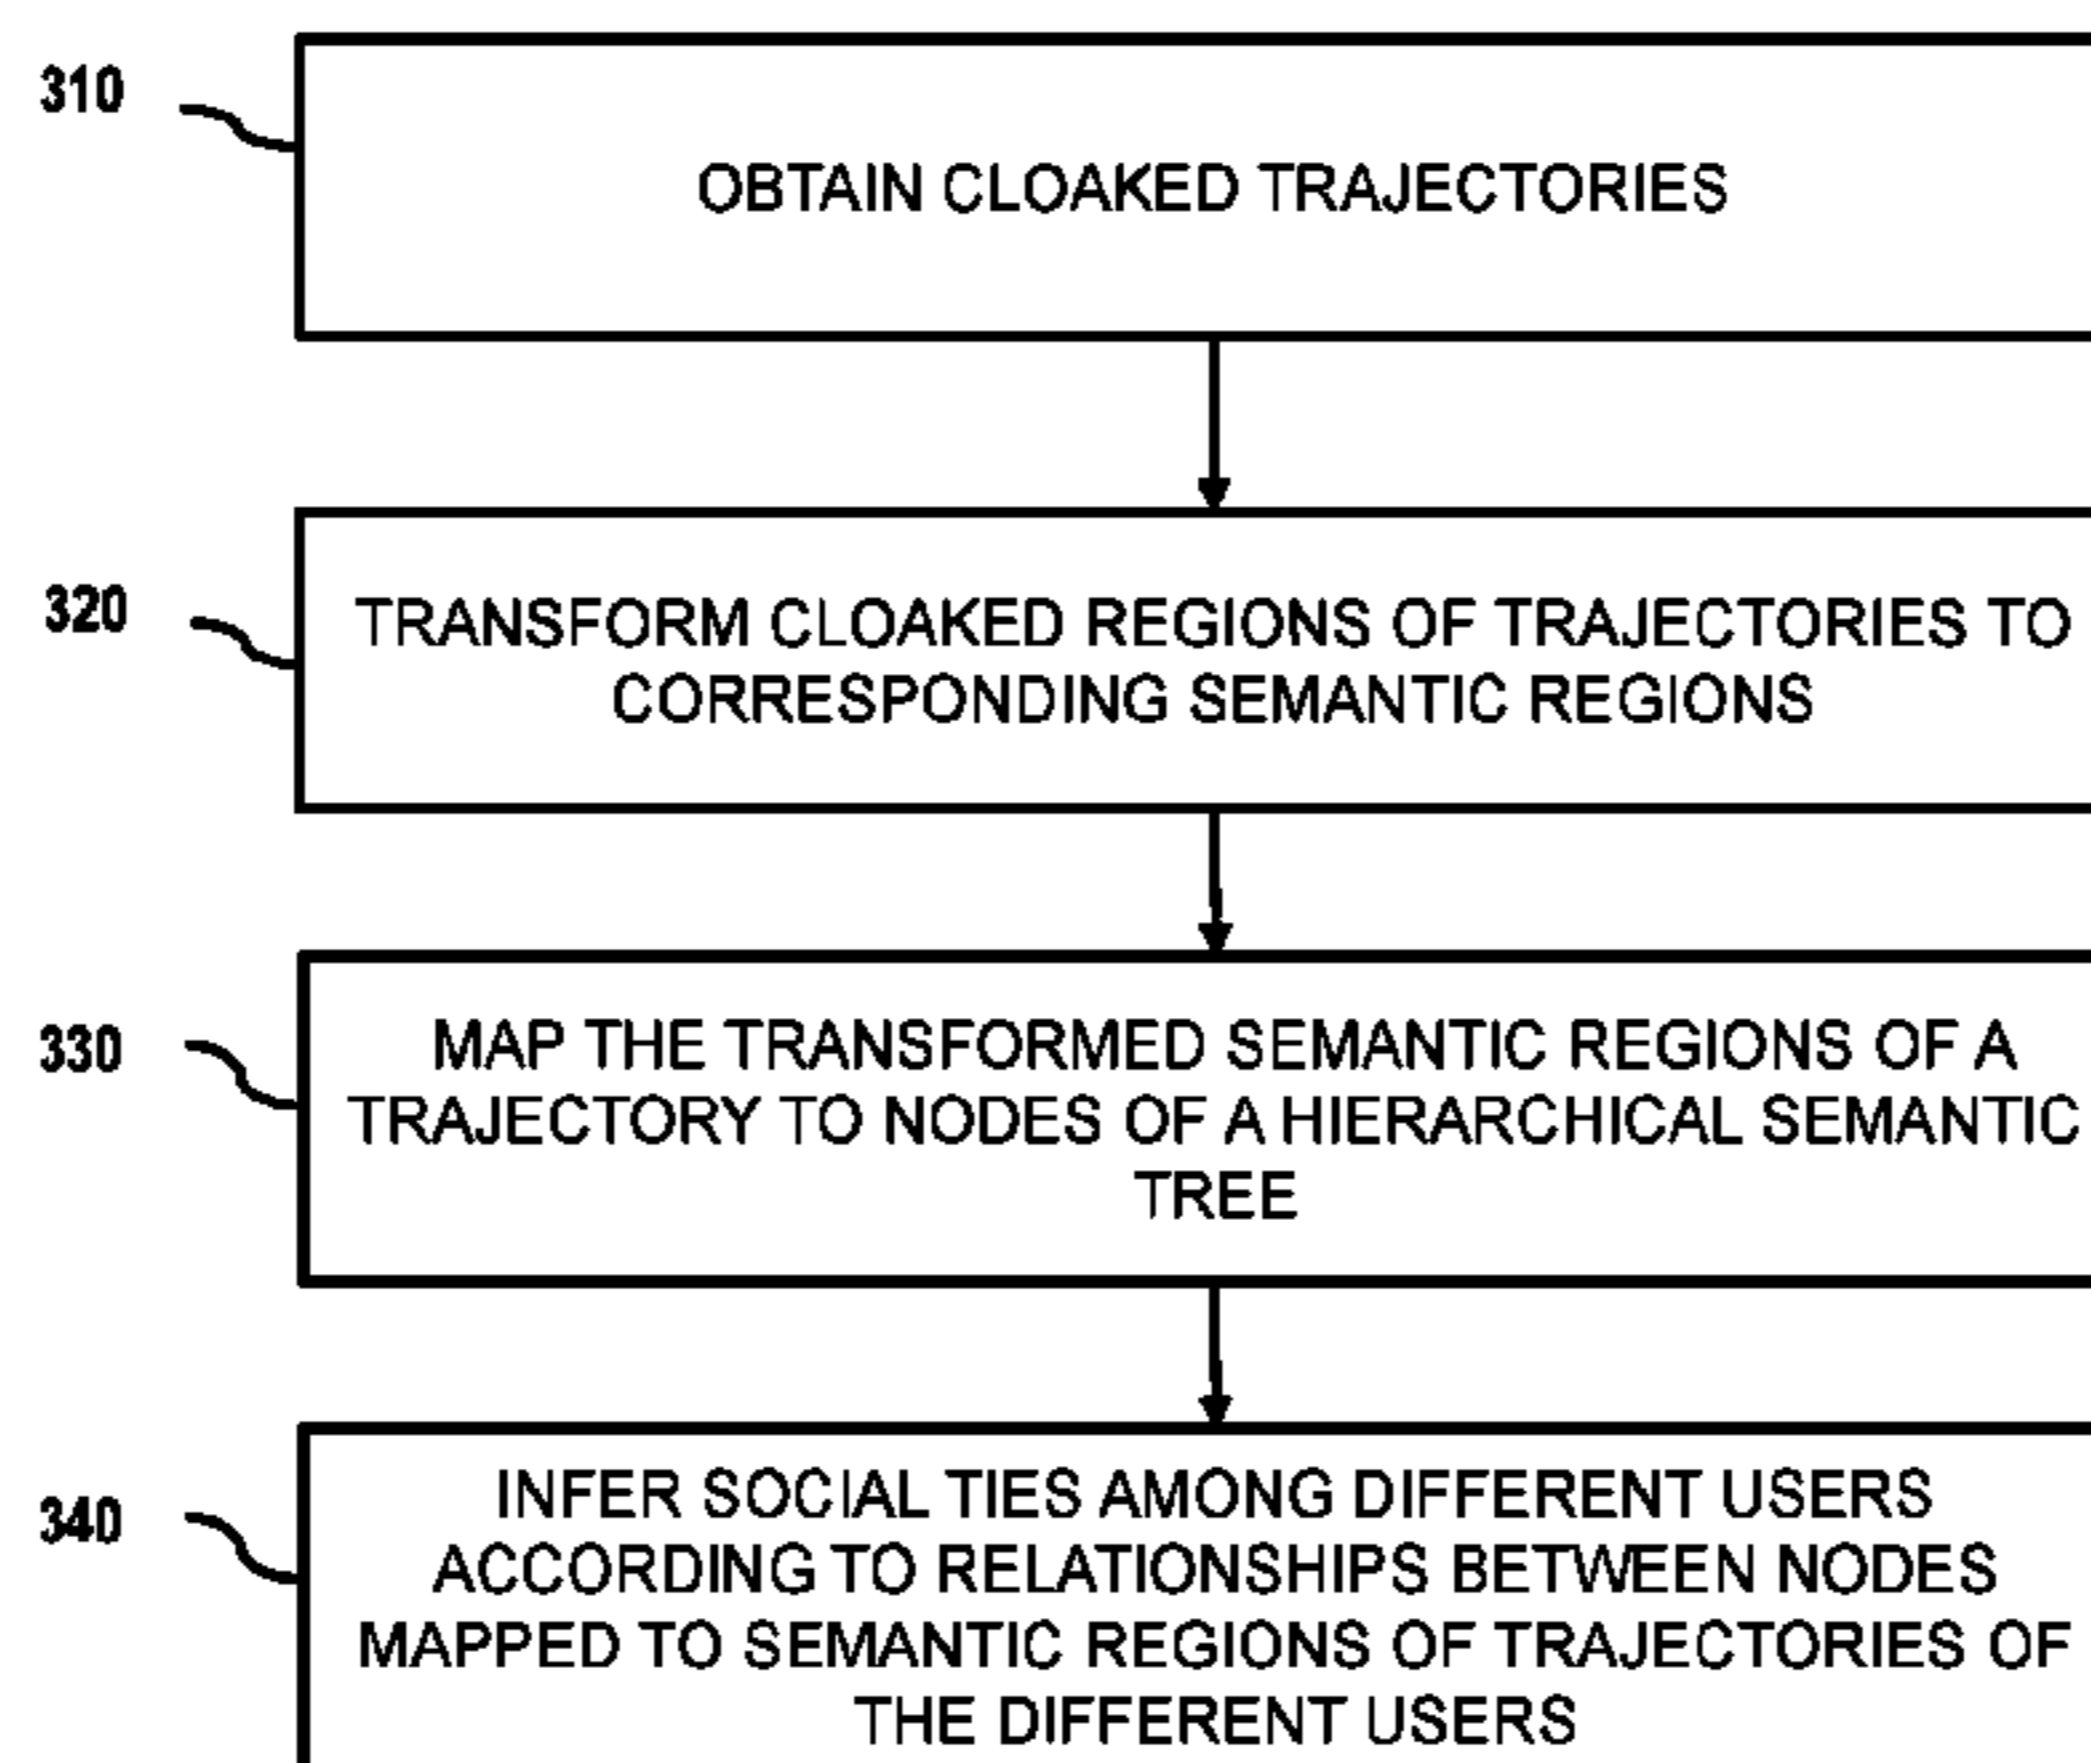 310
OBTAIN CLOAKED TRAJECTORIES
320
TRANSFORM CLOAKED REGIONS OF TRAJECTORIES TO
CORRESPONDING SEMANTIC REGIONS
330
MAP THE TRANSFORMED SEMANTIC REGIONS OF A
TRAJECTORY TO NODES OF A HIERARCHICAL SEMANTIC
TREE
340
INFER SOCIAL TIES AMONG DIFFERENT USERS
ACCORDING TO RELATIONSHIPS BETWEEN NODES
MAPPED TO SEMANTIC REGIONS OF TRAJECTORIES OF
THE DIFFERENT USERS